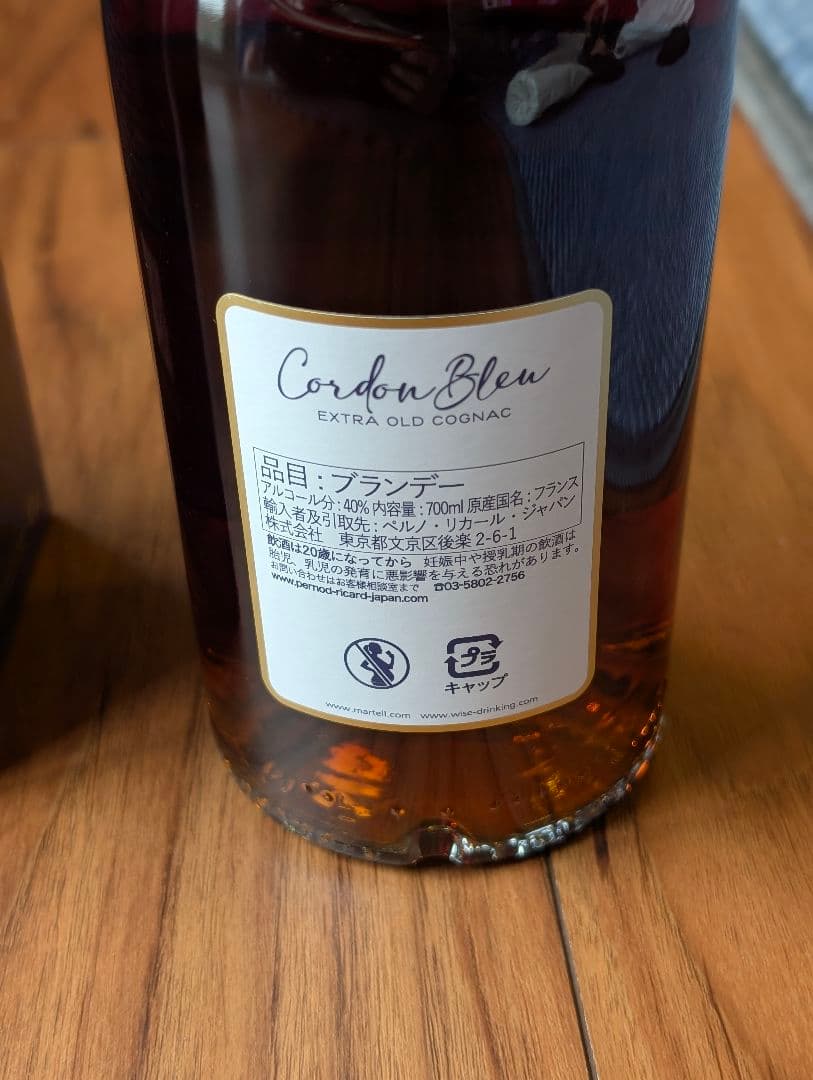 Cordon Bleu
EXTRA OLD COGNAC
品目：ブランデー
アルコール分：40% 内容量：700ml 原産国名：フランス
輸入者及引取先：ペルノ・リカール・ジャパン
株式会社　東京都文京区後楽 2-6-1
飲酒は20歳になってから　妊娠中や授乳期の飲酒は
胎児、乳児の発育に悪影響を与える恐れがあります。
お問い合わせはお客様相談室まで　☎03-5802-2756
www.pernod-ricard-japan.com
プラ
キャップ
www.martell.com www.wise-drinking.com